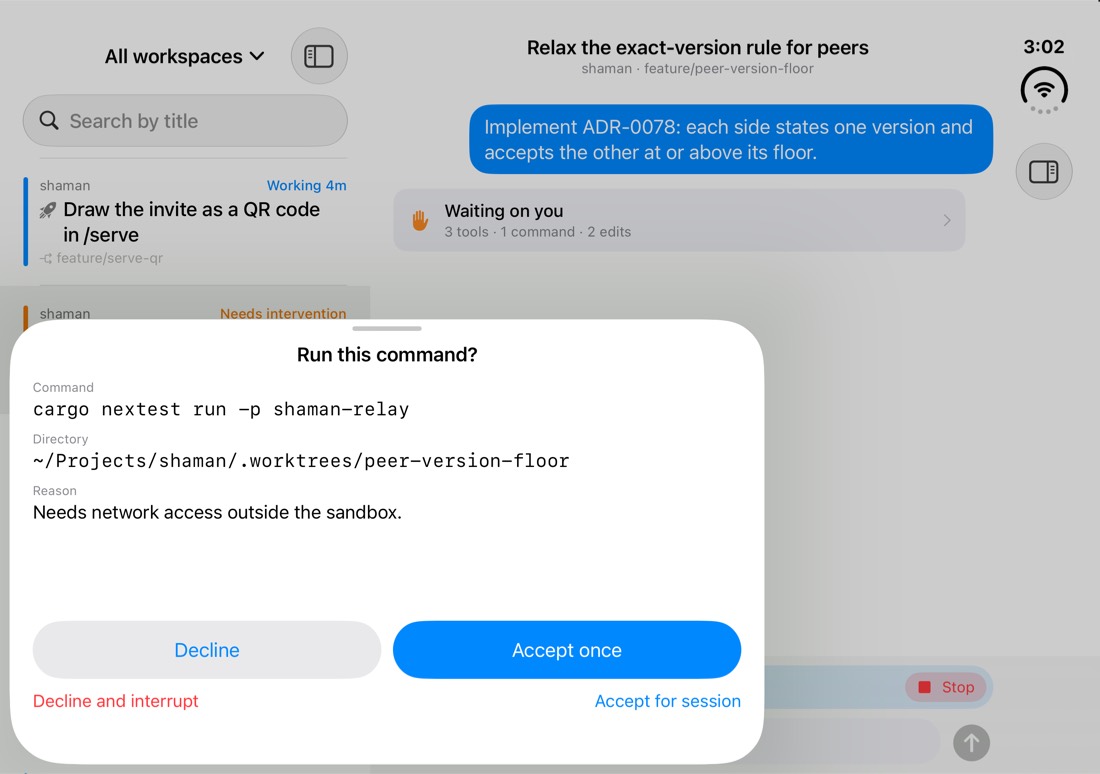 All workspaces
Search by title
shaman
Working 4m
Draw the invite as a QR code
in /serve
feature/serve-qr
shaman
Needs intervention
Relax the exact-version rule for peers
shaman · feature/peer-version-floor
3:02
Implement ADR-0078: each side states one version and
accepts the other at or above its floor.
Waiting on you
3 tools · 1 command · 2 edits
Run this command?
Command
cargo nextest run -p shaman-relay
Directory
~/Projects/shaman/.worktrees/peer-version-floor
Reason
Needs network access outside the sandbox.
Decline
Accept once
Decline and interrupt
Accept for session
Stop